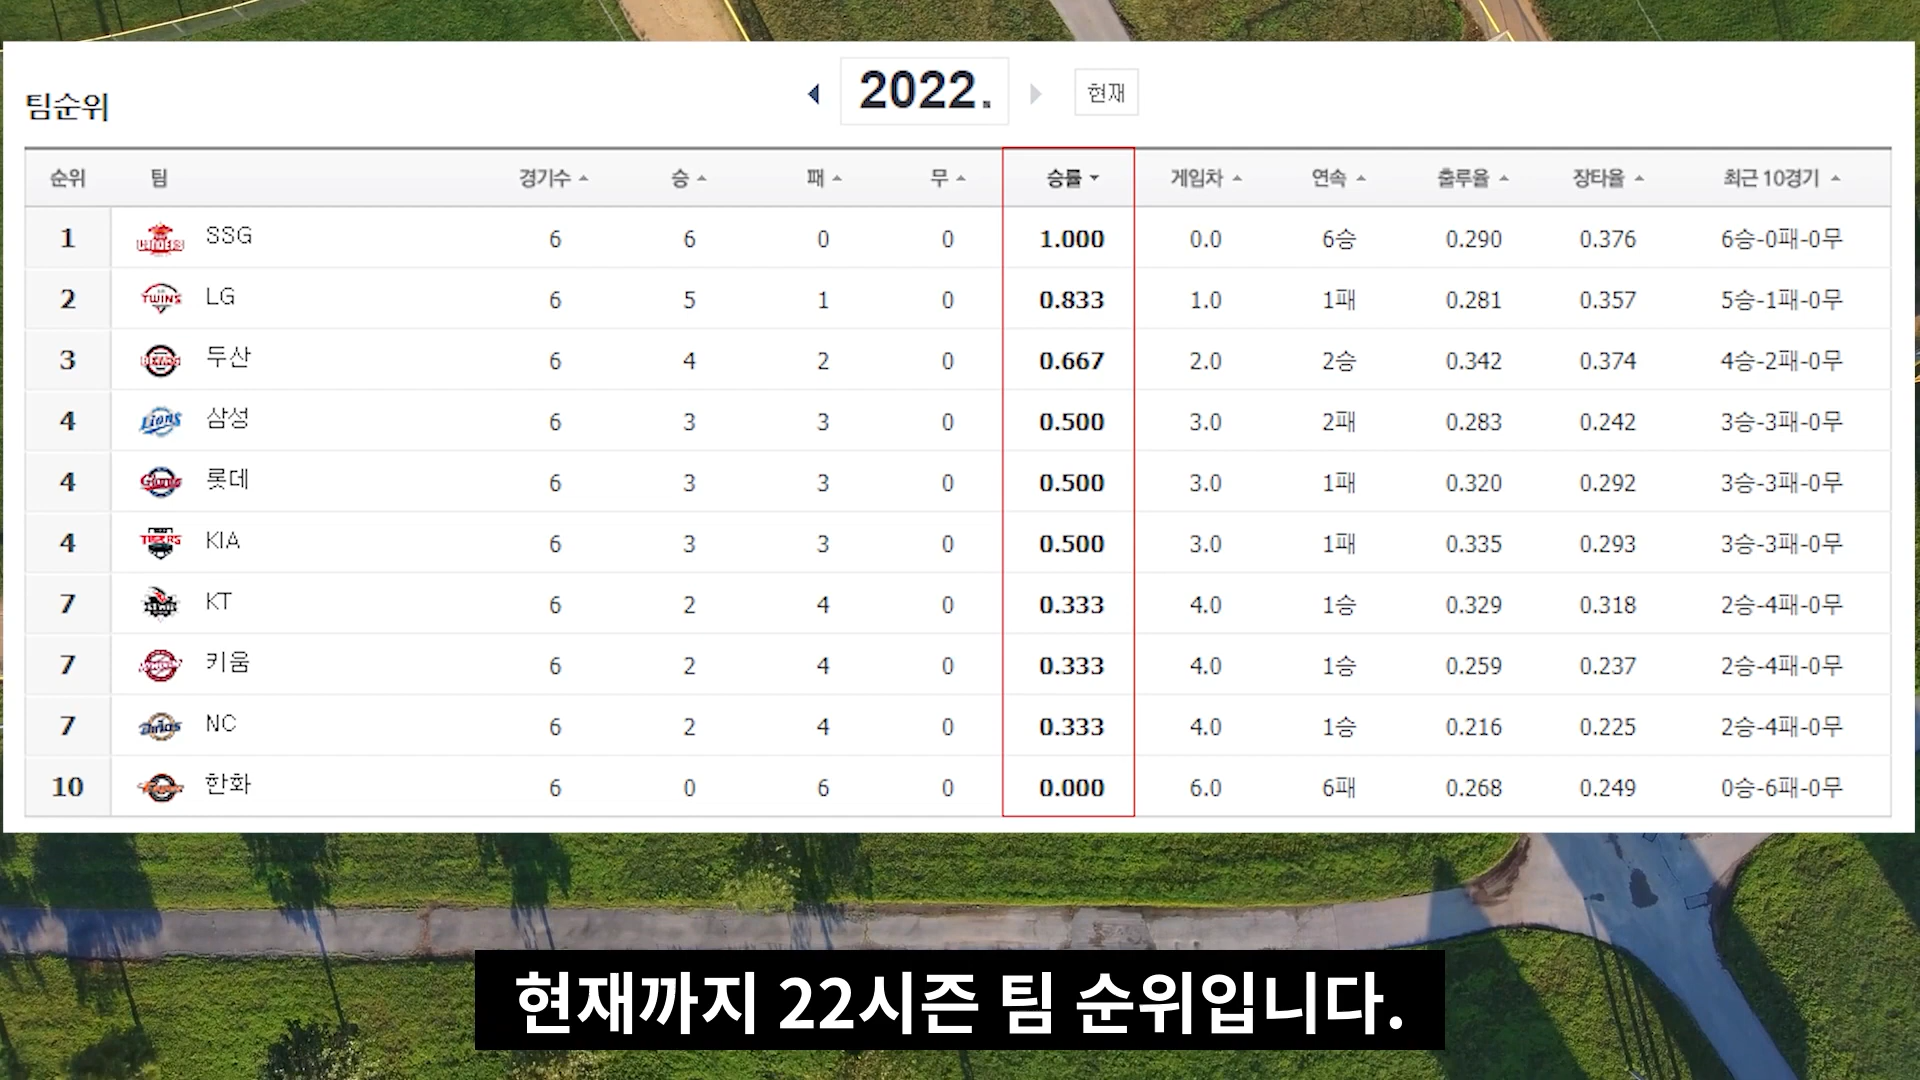 2022.
현재
팀순위
순위 팀 경기수 승 패 무 승률 게임차 연속 출루율 장타율 최근 10경기
1 SSG 6 6 0 0 1.000 0.0 6승 0.290 0.376 6승-0패-0무
2 TWINS LG 6 5 1 0 0.833 1.0 1패 0.281 0.357 5승-1패-0무
3 BEARS 두산 6 4 2 0 0.667 2.0 2승 0.342 0.374 4승-2패-0무
4 Lions 삼성 6 3 3 0 0.500 3.0 2패 0.283 0.242 3승-3패-0무
4 Giants 롯데 6 3 3 0 0.500 3.0 1패 0.320 0.292 3승-3패-0무
4 TIGERS KIA 6 3 3 0 0.500 3.0 1패 0.335 0.293 3승-3패-0무
7 KT 6 2 4 0 0.333 4.0 1승 0.329 0.318 2승-4패-0무
7 키움 6 2 4 0 0.333 4.0 1승 0.259 0.237 2승-4패-0무
7 NC 6 2 4 0 0.333 4.0 1승 0.216 0.225 2승-4패-0무
10 한화 6 0 6 0 0.000 6.0 6패 0.268 0.249 0승-6패-0무
현재까지 22시즌 팀 순위입니다.